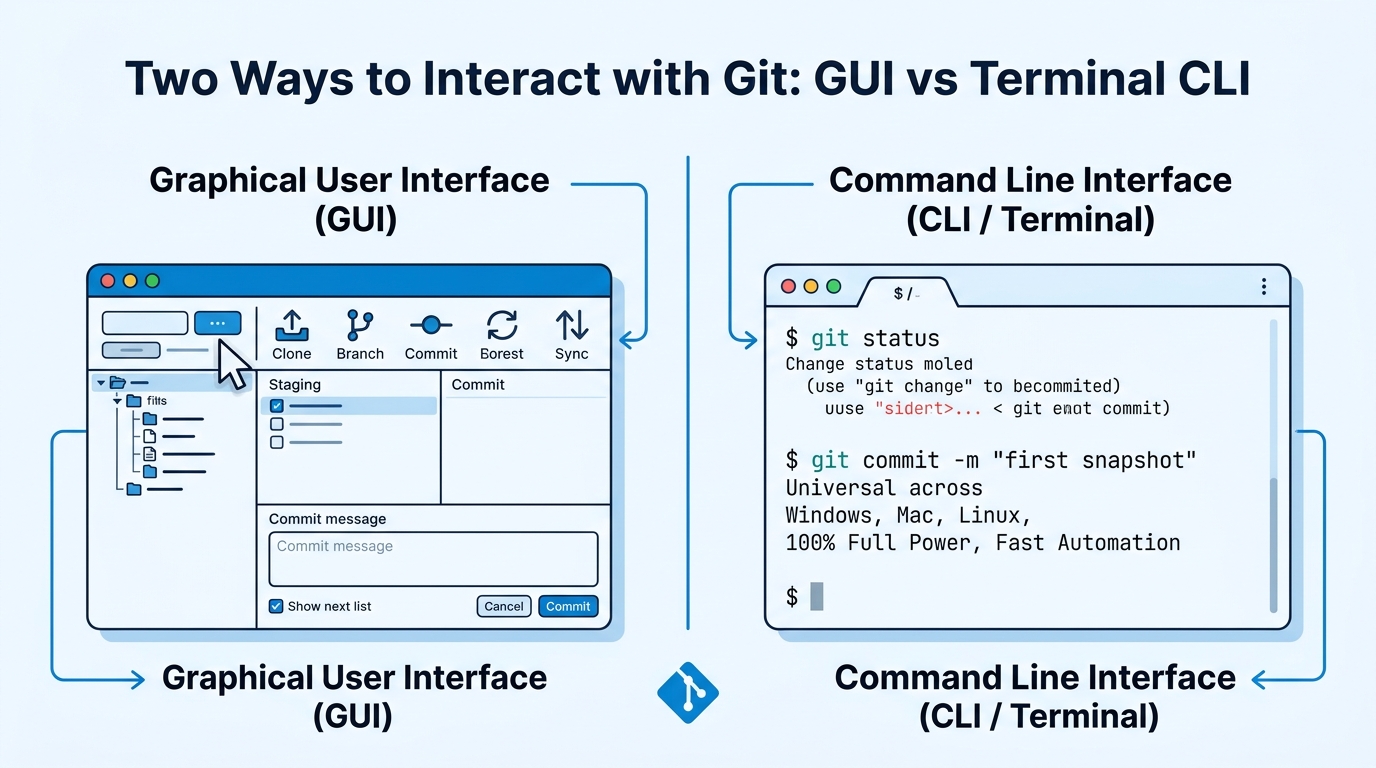 Two Ways to Interact with Git: GUI vs Terminal CLI
Graphical User Interface
(GUI)
Clone
Branch
Commit
Borest
Sync
fitts
Staging
Commit
Commit message
Commit message
Show next list
Cancel
Commit
Graphical User Interface
(GUI)
Command Line Interface
(CLI / Terminal)
$ /-
$ git status
Change status moled
(use "git change" to becommited)
uuse "sidert>... < git enat commit)
$ git commit -m "first snapshot"
Universal across
Windows, Mac, Linux,
100% Full Power, Fast Automation
$
Command Line Interface
(CLI / Terminal)